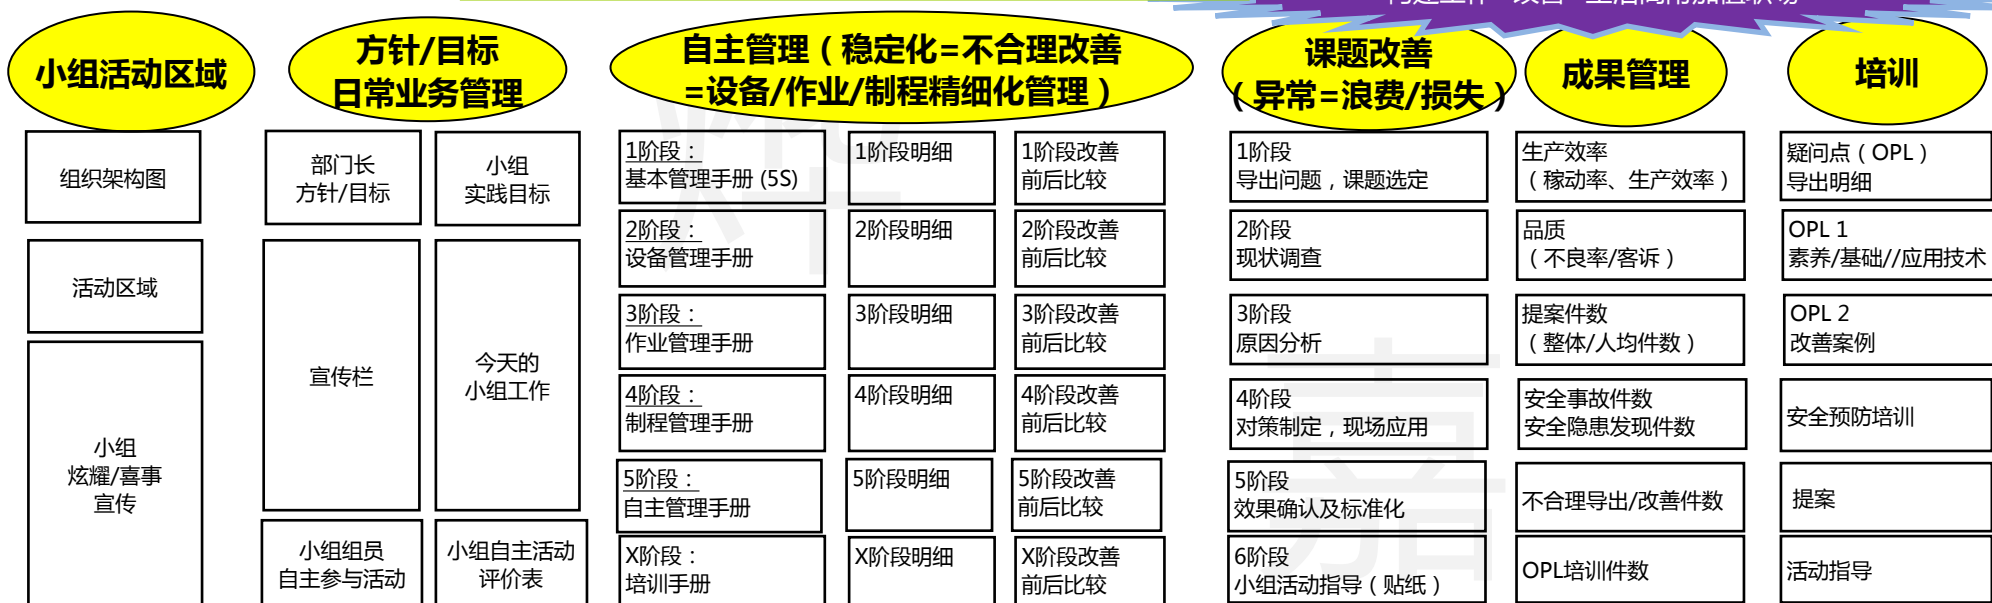 小组活动区域
组织架构图
活动区域
小组
炫耀/喜事
宣传
方针/目标
日常业务管理
部门长
方针/目标
小组
实践目标
宣传栏
今天的
小组工作
小组组员
自主参与活动
小组自主活动
评价表
自主管理（稳定化=不合理改善
=设备/作业/制程精细化管理）
1阶段：
基本管理手册 (5S)
1阶段明细
1阶段改善
前后比较
2阶段：
设备管理手册
2阶段明细
2阶段改善
前后比较
3阶段：
作业管理手册
3阶段明细
3阶段改善
前后比较
4阶段：
制程管理手册
4阶段明细
4阶段改善
前后比较
5阶段：
自主管理手册
5阶段明细
5阶段改善
前后比较
X阶段：
培训手册
X阶段明细
X阶段改善
前后比较
课题改善
（异常=浪费/损失）
1阶段
导出问题，课题选定
2阶段
现状调查
3阶段
原因分析
4阶段
对策制定，现场应用
5阶段
效果确认及标准化
6阶段
小组活动指导（贴纸）
成果管理
生产效率
（稼动率、生产效率）
品质
（不良率/客诉）
提案件数
（整体/人均件数）
安全事故件数
安全隐患发现件数
不合理导出/改善件数
OPL培训件数
培训
疑问点（OPL）
导出明细
OPL 1
素养/基础//应用技术
OPL 2
改善案例
安全预防培训
提案
活动指导
嘉